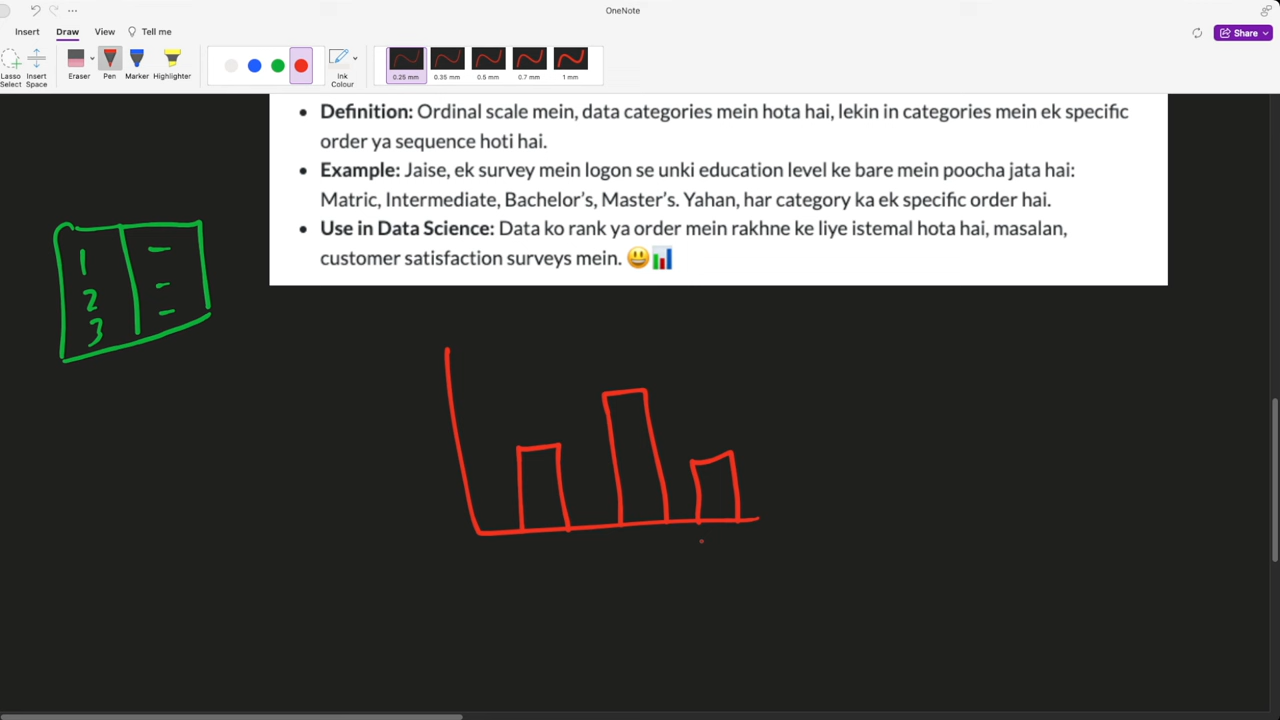 OneNote
Insert Draw View Tell me
Share
Lasso Select
Insert Space
Eraser
Pen
Marker
Highlighter
Ink Colour
0.25 mm
0.35 mm
0.5 mm
0.7 mm
1 mm
• Definition: Ordinal scale mein, data categories mein hota hai, lekin in categories mein ek specific
order ya sequence hoti hai.
• Example: Jaise, ek survey mein logon se unki education level ke bare mein poocha jata hai:
Matric, Intermediate, Bachelor’s, Master’s. Yahan, har category ka ek specific order hai.
• Use in Data Science: Data ko rank ya order mein rakhne ke liye istemal hota hai, masalan,
customer satisfaction surveys mein. 😃📊
1 -
2 -
3 -